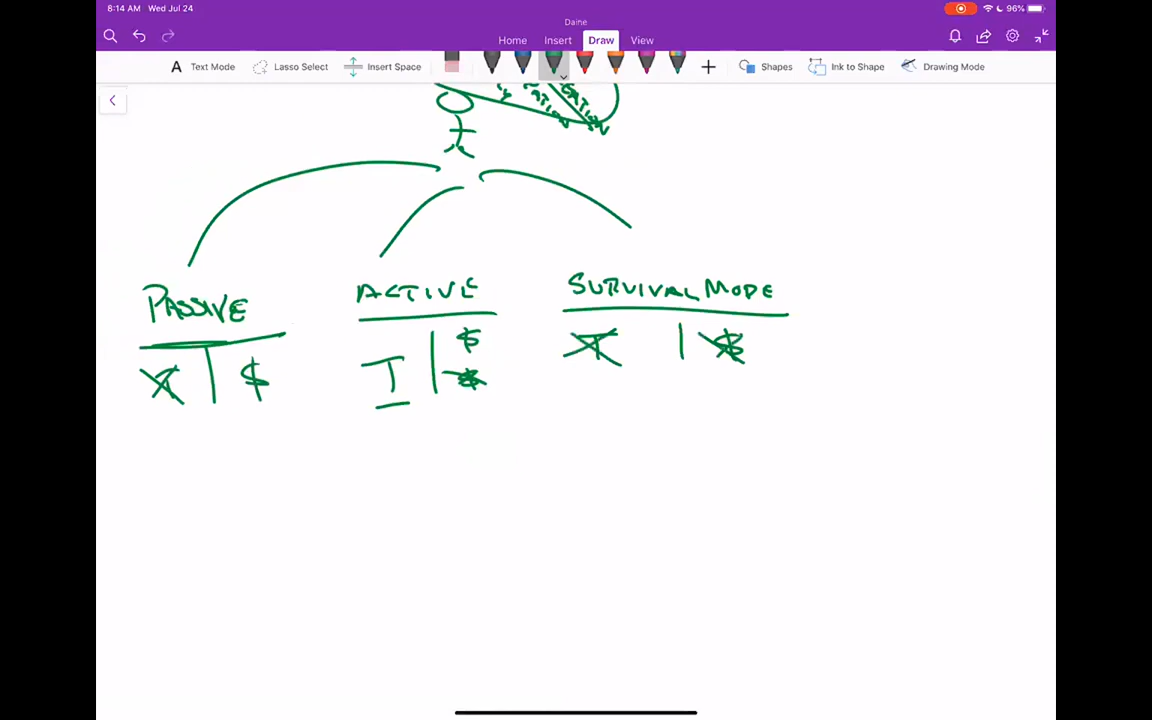 8:14 AM Wed Jul 24
96%
Daine
Home Insert Draw View
Text Mode Lasso Select Insert Space Shapes Ink to Shape Drawing Mode
PASSIVE ACTIVE SURVIVAL MODE
T $ T $ T $
$